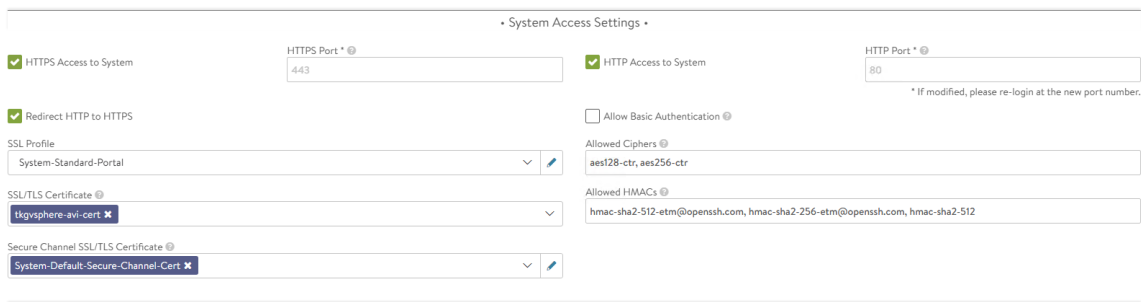 • System Access Settings •
HTTPS Access to System
HTTPS Port *
443
HTTP Access to System
HTTP Port *
80
* If modified, please re-login at the new port number.
Redirect HTTP to HTTPS
Allow Basic Authentication
SSL Profile
System-Standard-Portal
Allowed Ciphers
aes128-ctr, aes256-ctr
SSL/TLS Certificate
tkgvsphere-avi-cert
Allowed HMACs
hmac-sha2-512-etm@openssh.com, hmac-sha2-256-etm@openssh.com, hmac-sha2-512
Secure Channel SSL/TLS Certificate
System-Default-Secure-Channel-Cert